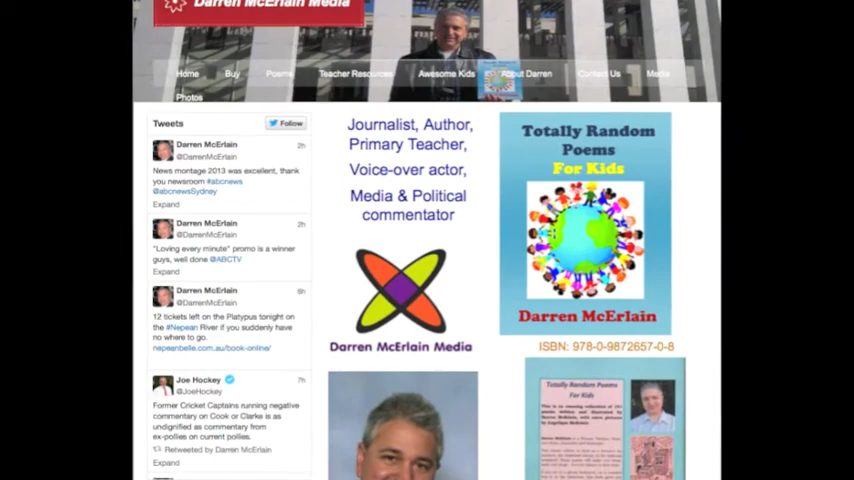 Darren McErlain Media
Home Buy Poems Teacher Resources Awesome Kids About Darren Contact Us Media
Photos
Tweets
Follow
Darren McErlain 2h
@DarrenMcErlain
News montage 2013 was excellent, thank
you newsroom #abcnews
@abcnewsSydney
Expand
Darren McErlain 2h
@DarrenMcErlain
"Loving every minute" promo is a winner
guys, well done @ABCTV
Expand
Darren McErlain 6h
@DarrenMcErlain
12 tickets left on the Platypus tonight on
the #Nepean River if you suddenly have
no where to go.
nepeanbelle.com.au/book-online/
Joe Hockey 7h
@JoeHockey
Former Cricket Captains running negative
commentary on Cook or Clarke is as
undignified as commentary from
ex-pollies on current pollies.
Retweeted by Darren McErlain
Expand
Journalist, Author,
Primary Teacher,
Voice-over actor,
Media & Political
commentator
Darren McErlain Media
Totally Random
Poems
For Kids
Darren McErlain
ISBN: 978-0-9872657-0-8
Totally Random Poems
For Kids